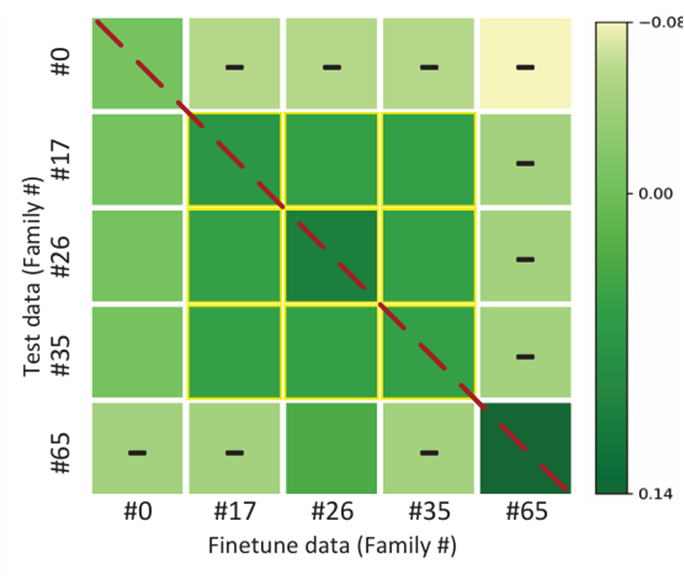 −0.08
#0
- - - -
#17
-
0.00
Test data (Family #)
#26
-
#35
-
#65
- - -
0.14
#0 #17 #26 #35 #65
Finetune data (Family #)